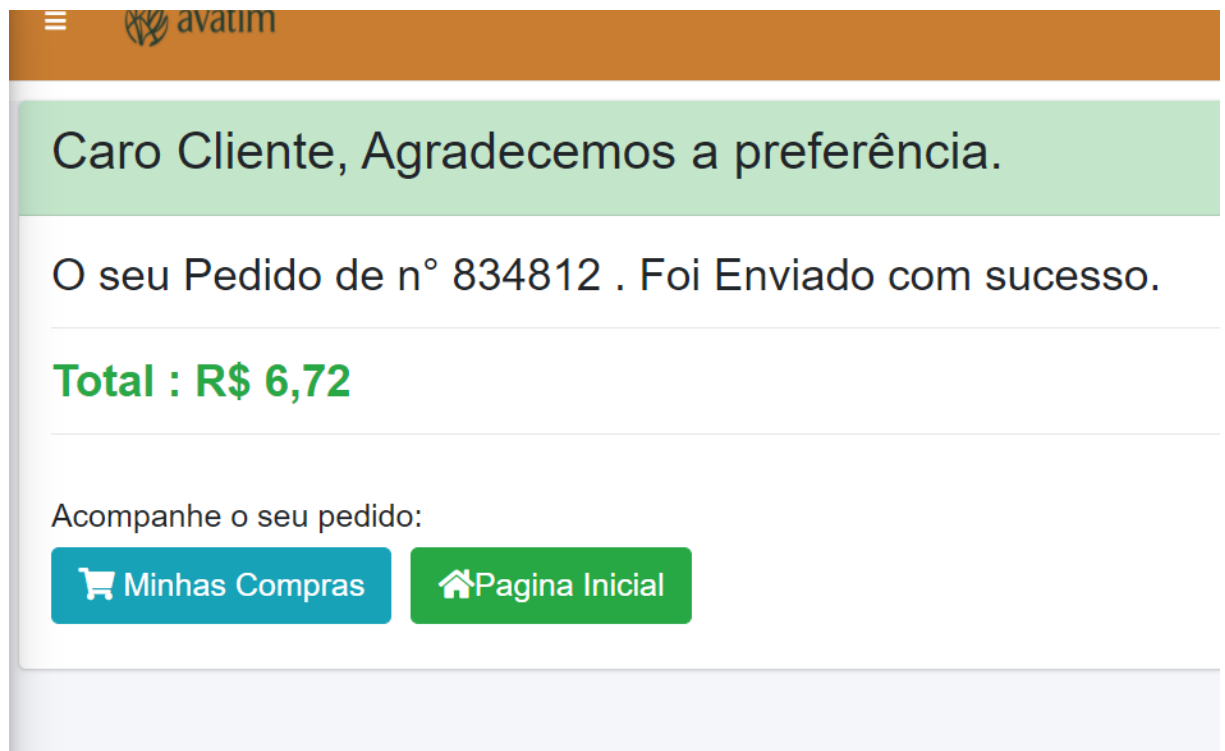 avatim
Caro Cliente, Agradecemos a preferência.
O seu Pedido de n° 834812 . Foi Enviado com sucesso.
Total : R$ 6,72
Acompanhe o seu pedido:
Minhas Compras Pagina Inicial